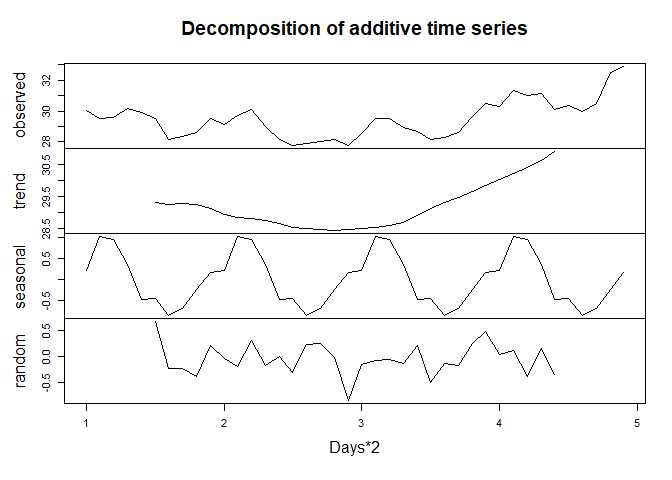 Decomposition of additive time series
observed
28 30 32
trend
28.5 29.5 30.5
seasonal
-0.5 0.5
random
-0.5 0.0 0.5
1 2 3 4 5
Days*2